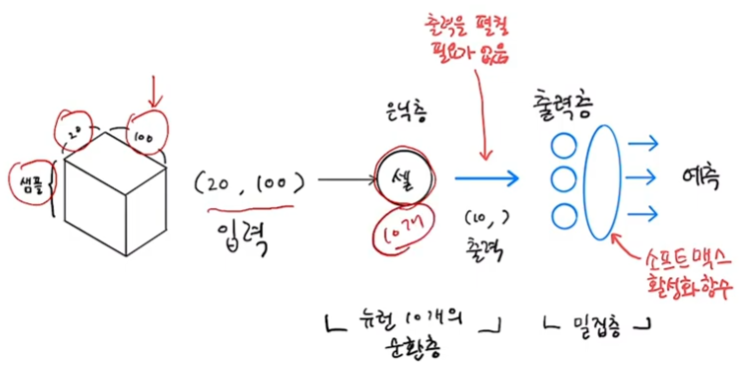 출력을 펼칠
필요가 없음
20
100
샘플
(20, 100)
입력
은닉층
셀
10개
(10, )
출력
출력층
예측
소프트맥스
활성화 함수
뉴런 10개의
순환층
밀집층